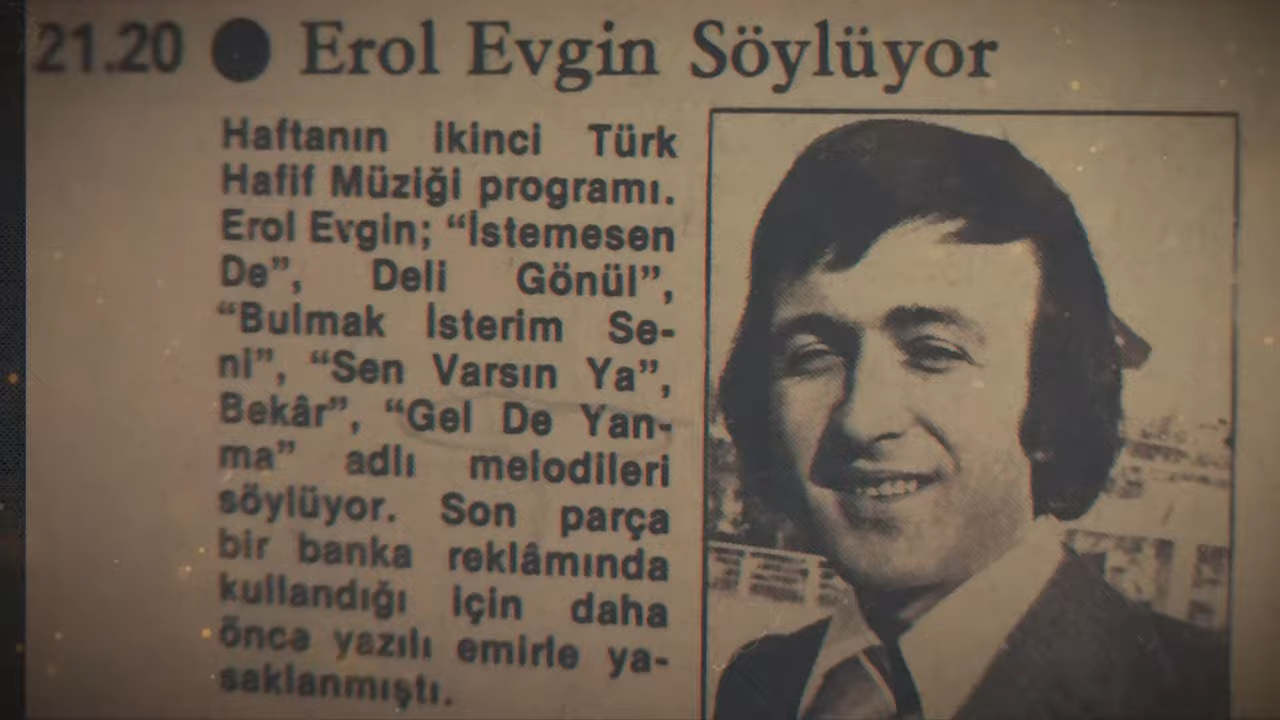 21.20 ● Erol Evgin Söylüyor
Haftanın ikinci Türk
Hafif Müziği programı.
Erol Evgin; “İstemesen
De”, Deli Gönül”,
“Bulmak İsterim Se-
ni”, “Sen Varsın Ya”,
Bekâr”, “Gel De Yan-
ma” adlı melodileri
söylüyor. Son parça
bir banka reklâmında
kullandığı için daha
önce yazılı emirle ya-
saklanmıştı.